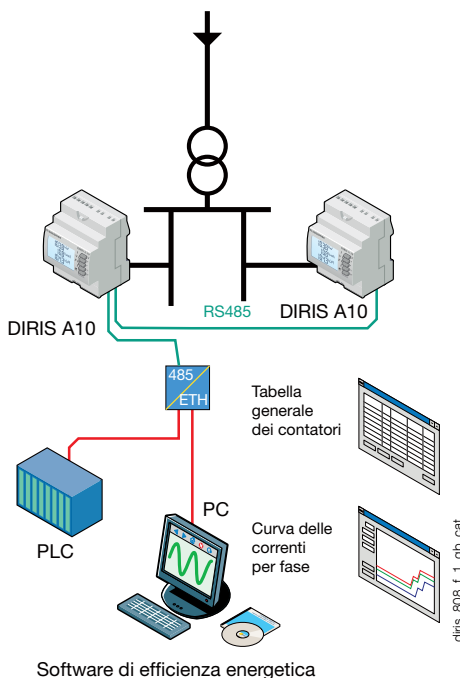 RS485
DIRIS A10
DIRIS A10
485
ETH
Tabella
generale
dei contatori
PC
PLC
Curva delle
correnti
per fase
diris_808_f_1_gb_cat
Software di efficienza energetica